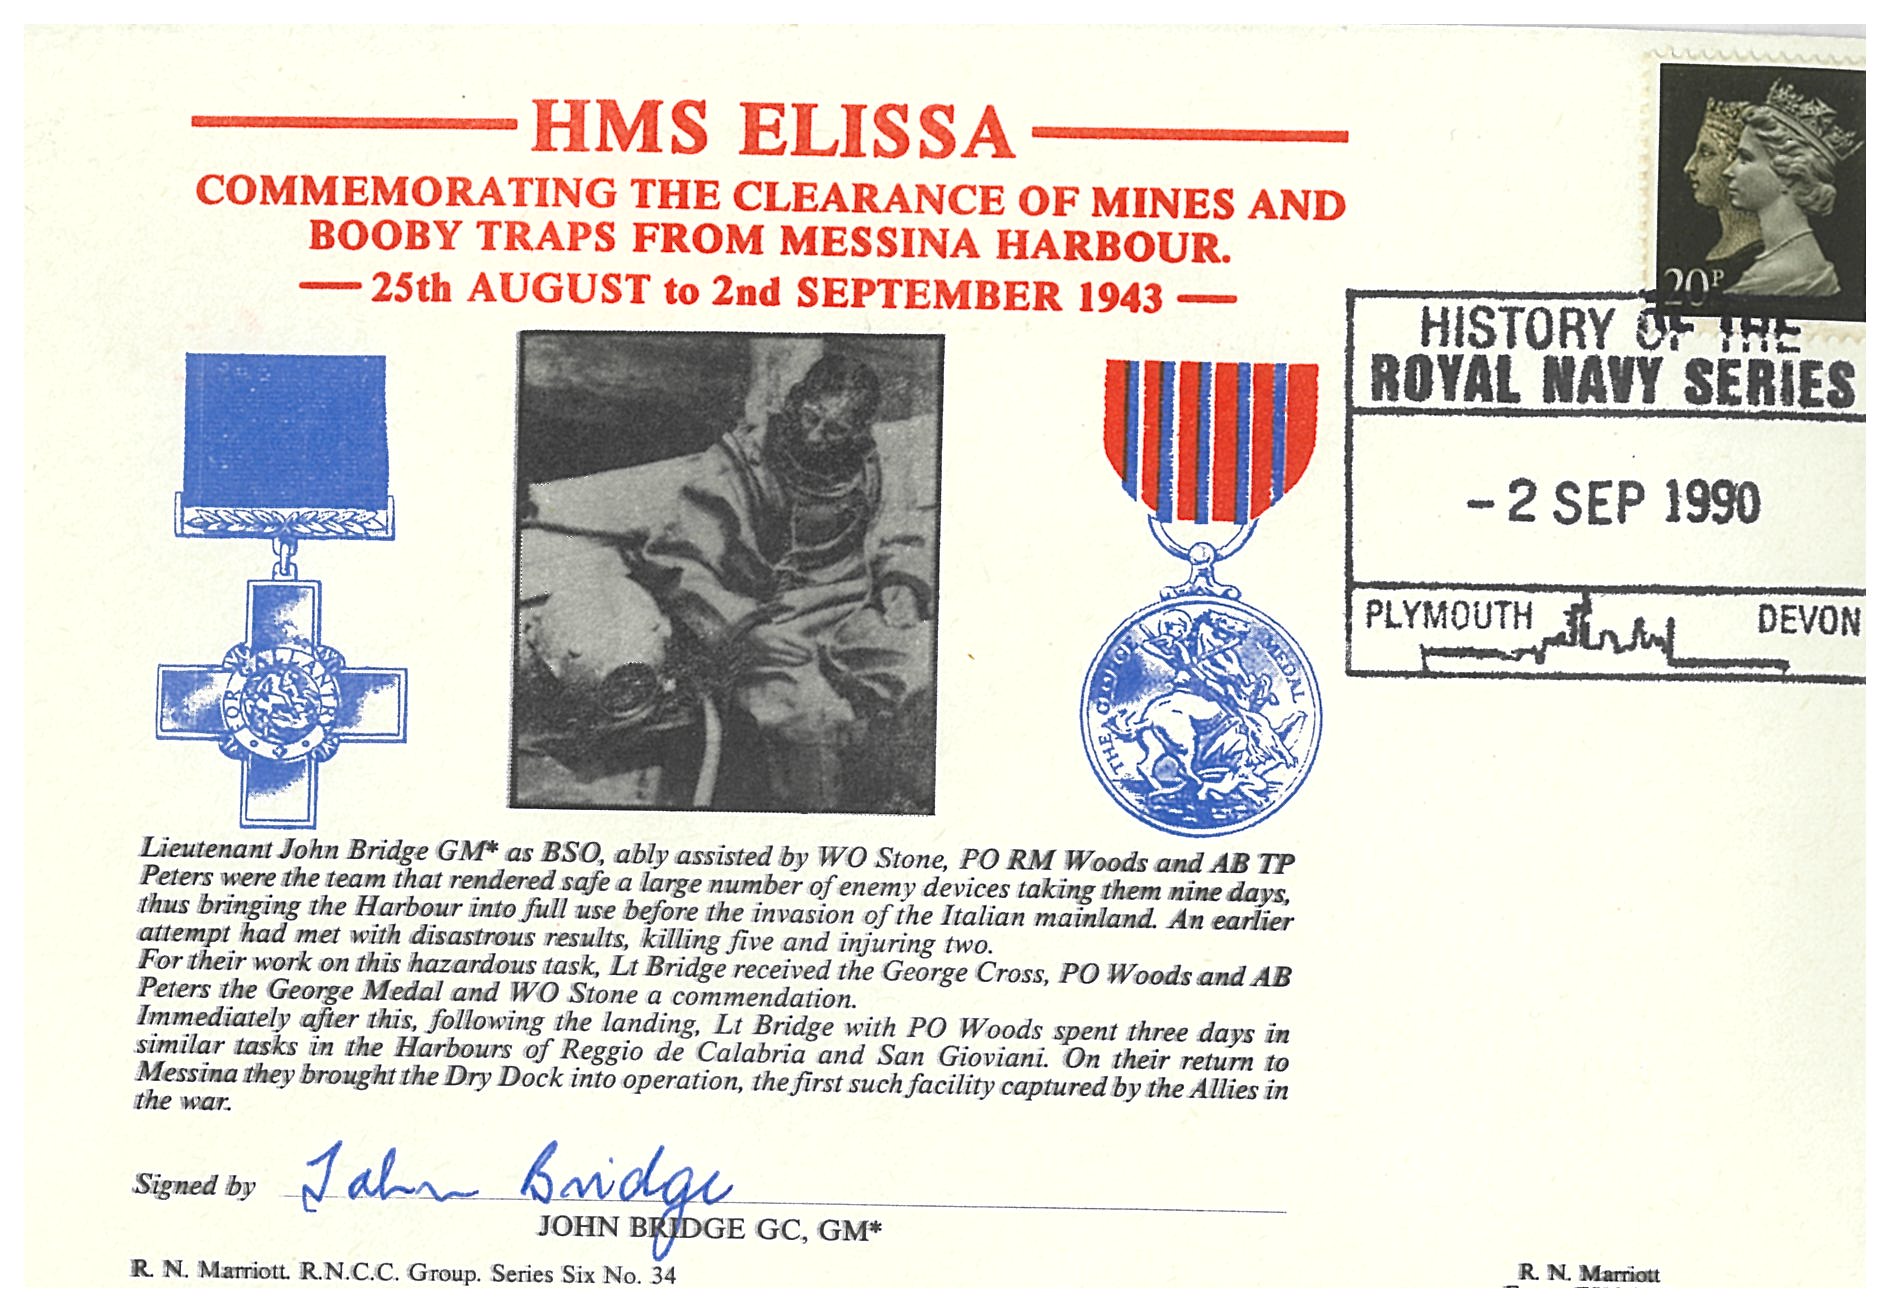 HMS ELISSA
COMMEMORATING THE CLEARANCE OF MINES AND
BOOBY TRAPS FROM MESSINA HARBOUR.
— 25th AUGUST to 2nd SEPTEMBER 1943 —
20P
HISTORY OF THE
ROYAL NAVY SERIES
-2 SEP 1990
PLYMOUTH DEVON
FOR GALLANTRY
THE GEORGE MEDAL
Lieutenant John Bridge GM* as BSO, ably assisted by WO Stone, PO RM Woods and AB TP
Peters were the team that rendered safe a large number of enemy devices taking them nine days,
thus bringing the Harbour into full use before the invasion of the Italian mainland. An earlier
attempt had met with disastrous results, killing five and injuring two.
For their work on this hazardous task, Lt Bridge received the George Cross, PO Woods and AB
Peters the George Medal and WO Stone a commendation.
Immediately after this, following the landing, Lt Bridge with PO Woods spent three days in
similar tasks in the Harbours of Reggio de Calabria and San Gioviani. On their return to
Messina they brought the Dry Dock into operation, the first such facility captured by the Allies in
the war.
Signed by John Bridge
JOHN BRIDGE GC, GM*
R. N. Marriott. R.N.C.C. Group. Series Six No. 34
R. N. Marriott